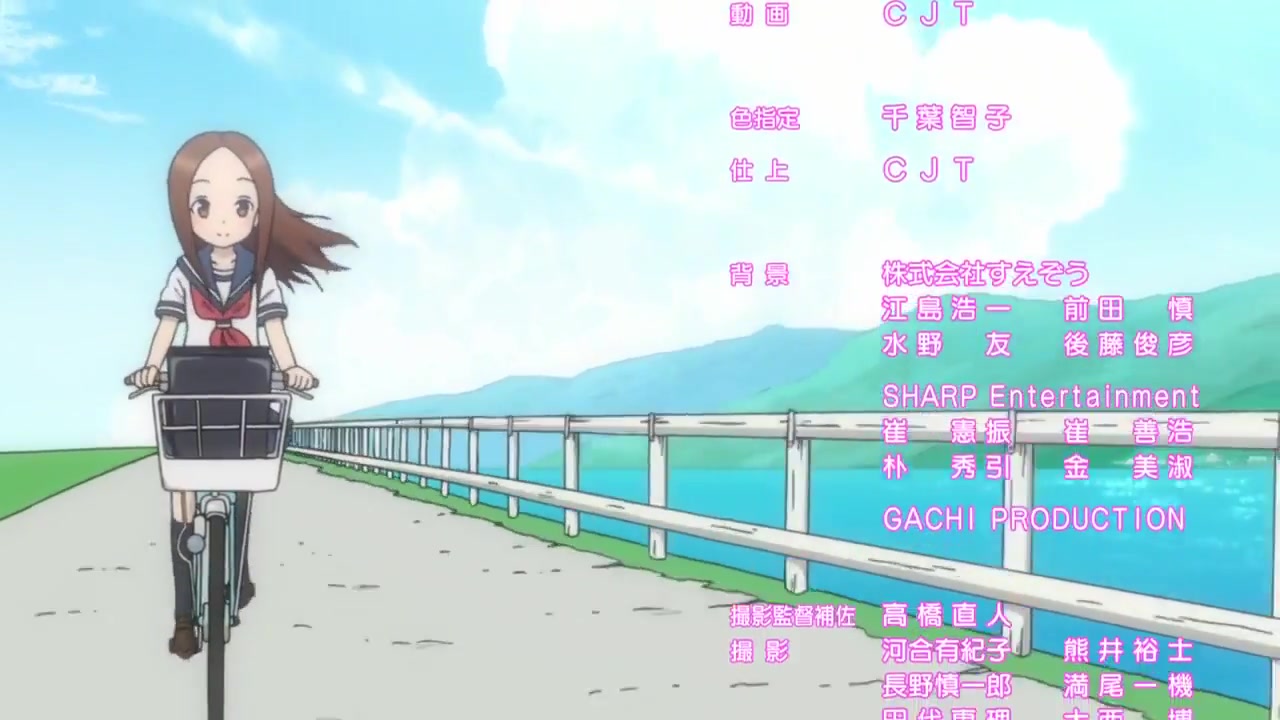 動画 CJT
色指定 千葉智子
仕上 CJT
背景 株式会社すえぞう
江島浩一 前田 慎
水野 友 後藤俊彦
SHARP Entertainment
崔 憲振 崔 善浩
朴 秀引 金 美淑
GACHI PRODUCTION
撮影監督補佐 高橋直人
撮影 河合有紀子 熊井裕士
長野慎一郎 満尾一機